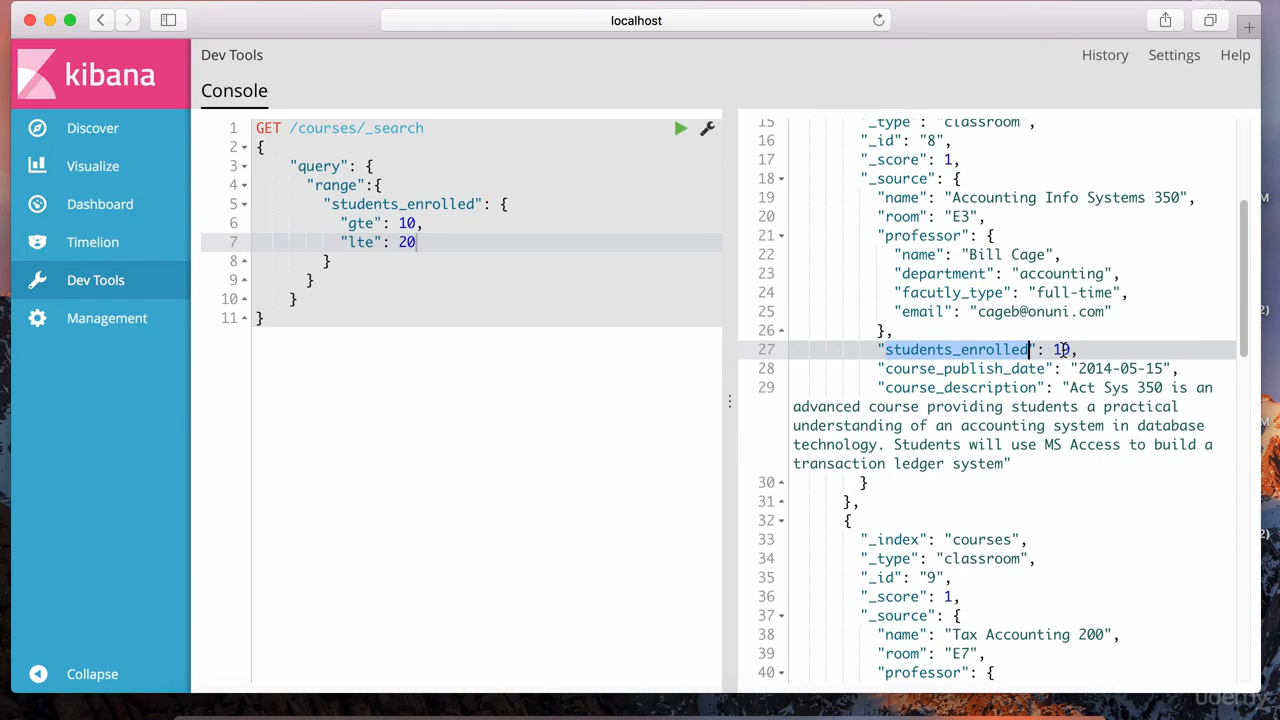 localhost
kibana
Discover
Visualize
Dashboard
Timelion
Dev Tools
Management
Collapse
Dev Tools
History Settings Help
Console
1 GET /courses/_search
2 {
3 "query": {
4 "range":{
5 "students_enrolled": {
6 "gte": 10,
7 "lte": 20
8 }
9 }
10 }
11 }
15 "_type": "classroom",
16 "_id": "8",
17 "_score": 1,
18 "_source": {
19 "name": "Accounting Info Systems 350",
20 "room": "E3",
21 "professor": {
22 "name": "Bill Cage",
23 "department": "accounting",
24 "facutly_type": "full-time",
25 "email": "cageb@onuni.com"
26 },
27 "students_enrolled": 19,
28 "course_publish_date": "2014-05-15",
29 "course_description": "Act Sys 350 is an
advanced course providing students a practical
understanding of an accounting system in database
technology. Students will use MS Access to build a
transaction ledger system"
30 }
31 },
32 {
33 "_index": "courses",
34 "_type": "classroom",
35 "_id": "9",
36 "_score": 1,
37 "_source": {
38 "name": "Tax Accounting 200",
39 "room": "E7",
40 "professor": {
udemy